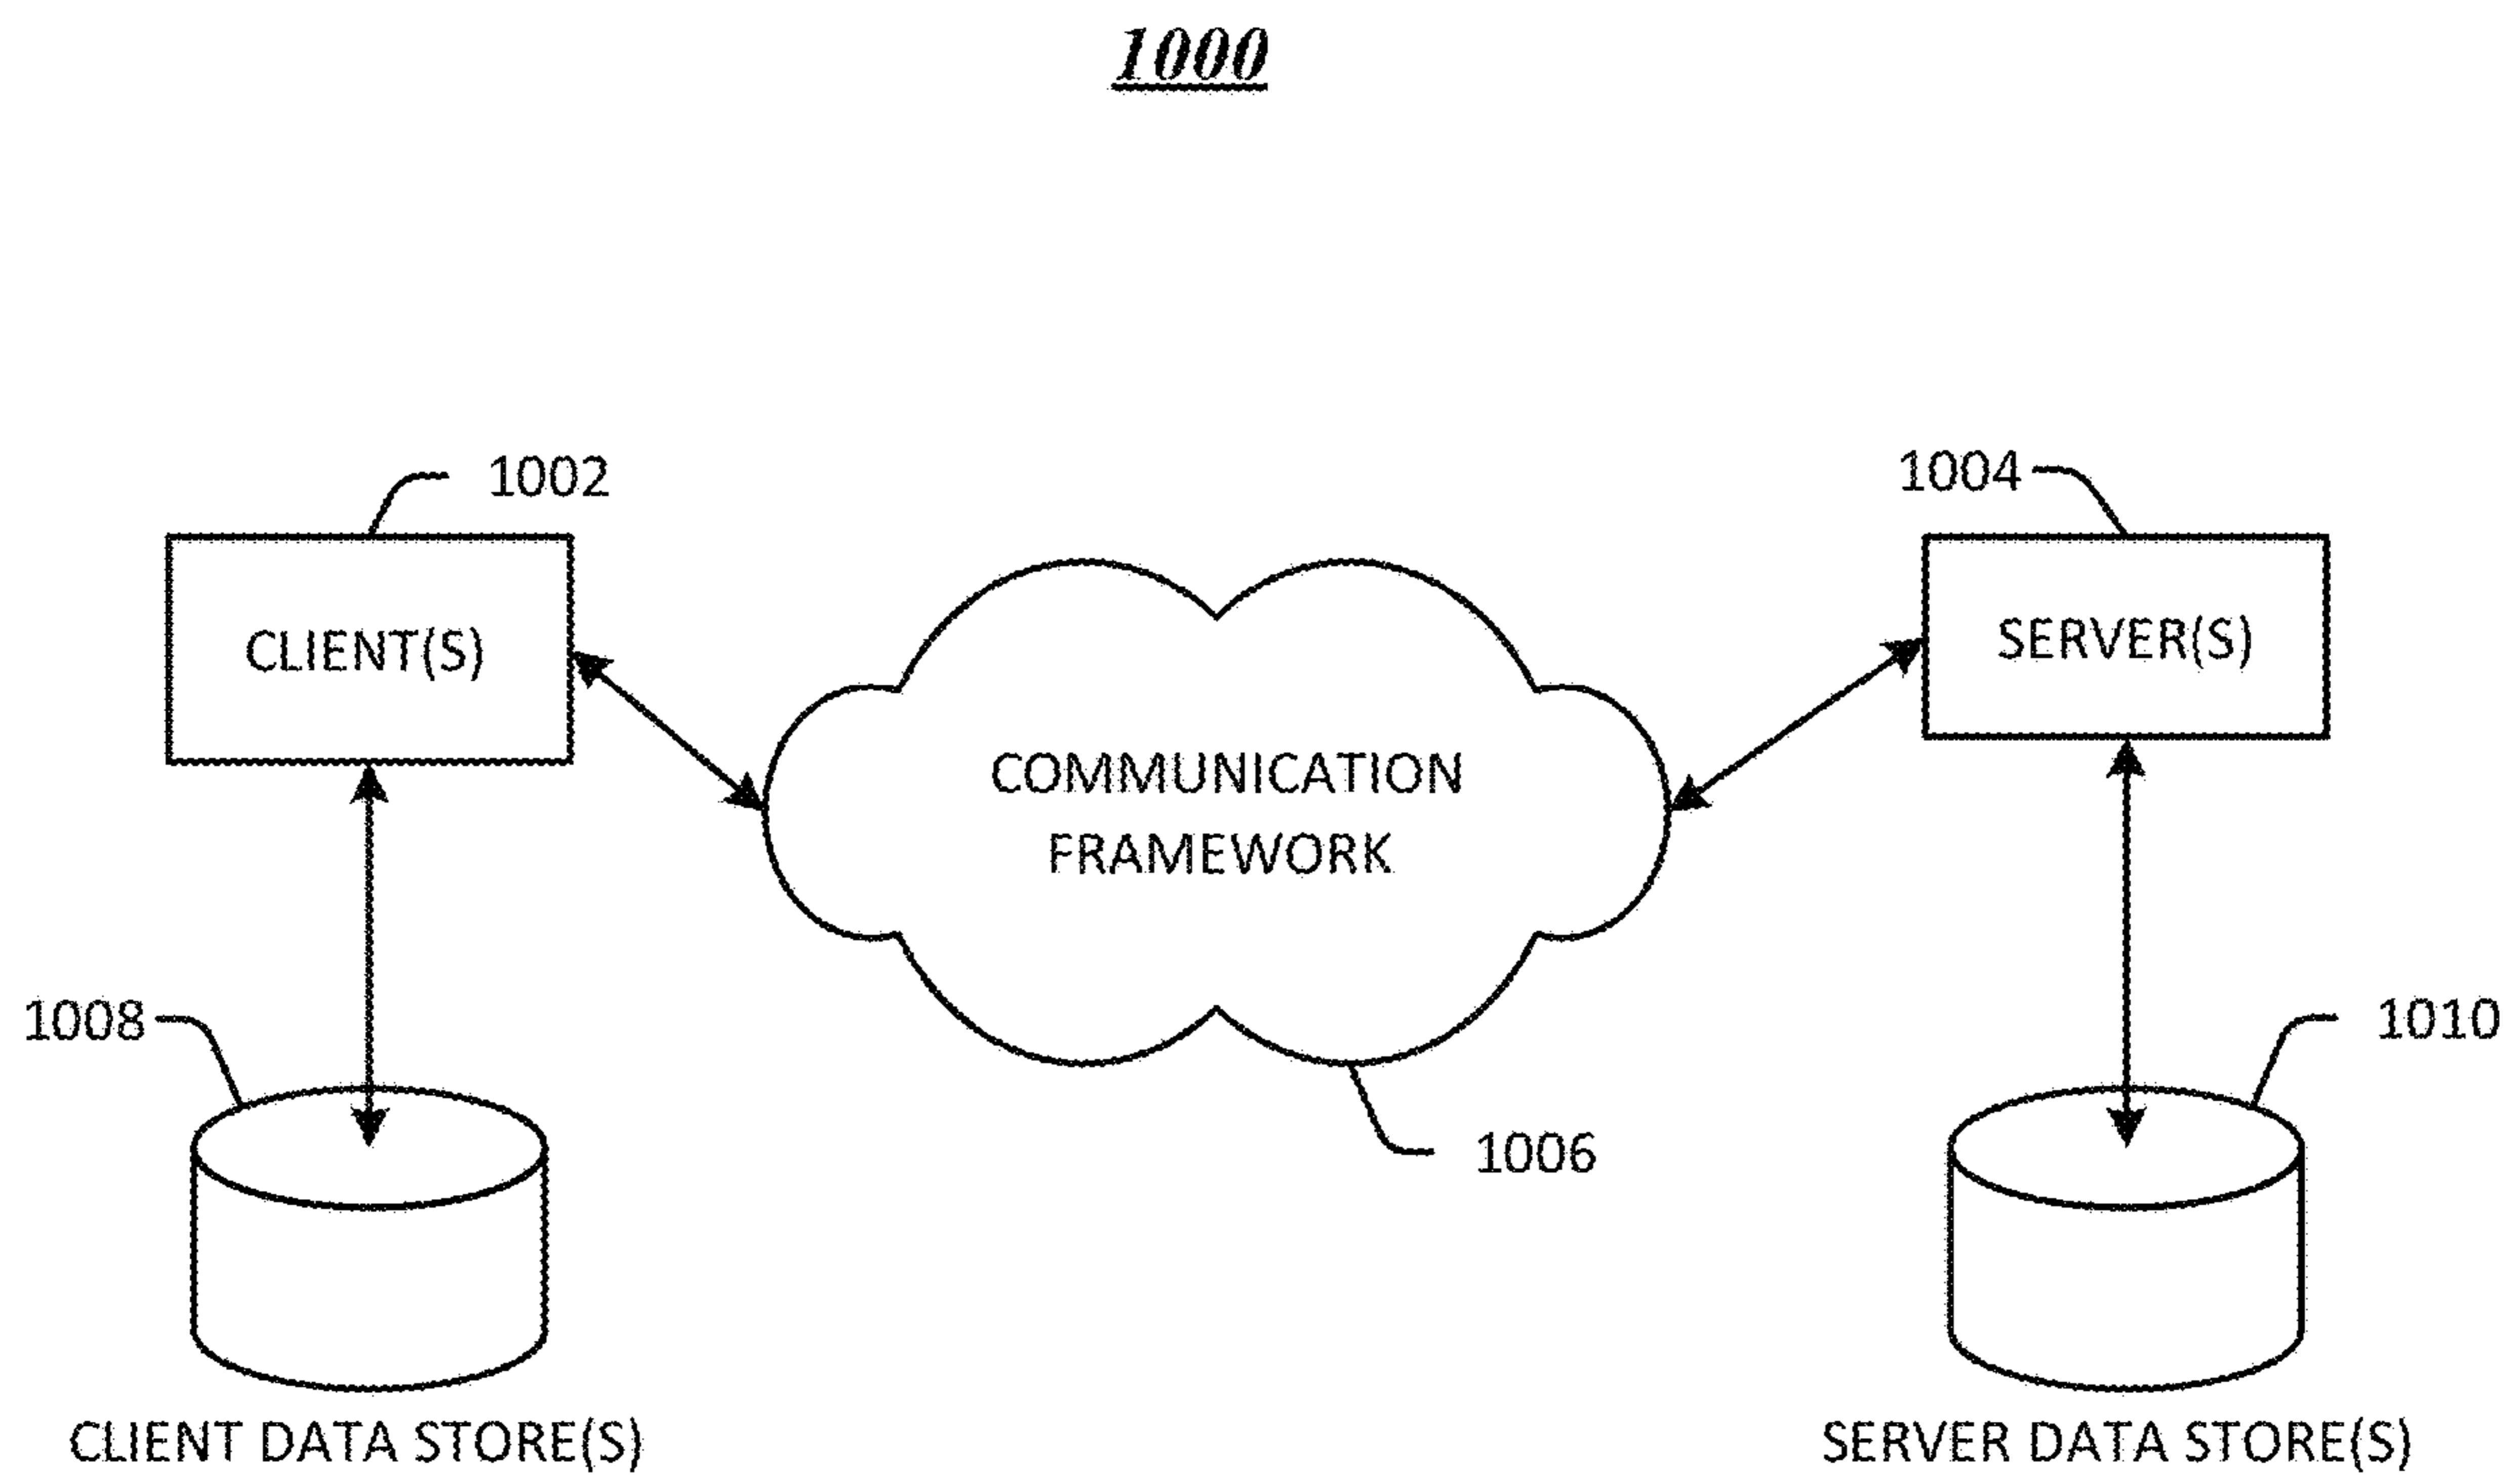 1000
1002
1004
CLIENT(S)
SERVER(S)
COMMUNICATION
FRAMEWORK
1008
1010
1006
CLIENT DATA STORE(S)
SERVER DATA STORE(S)